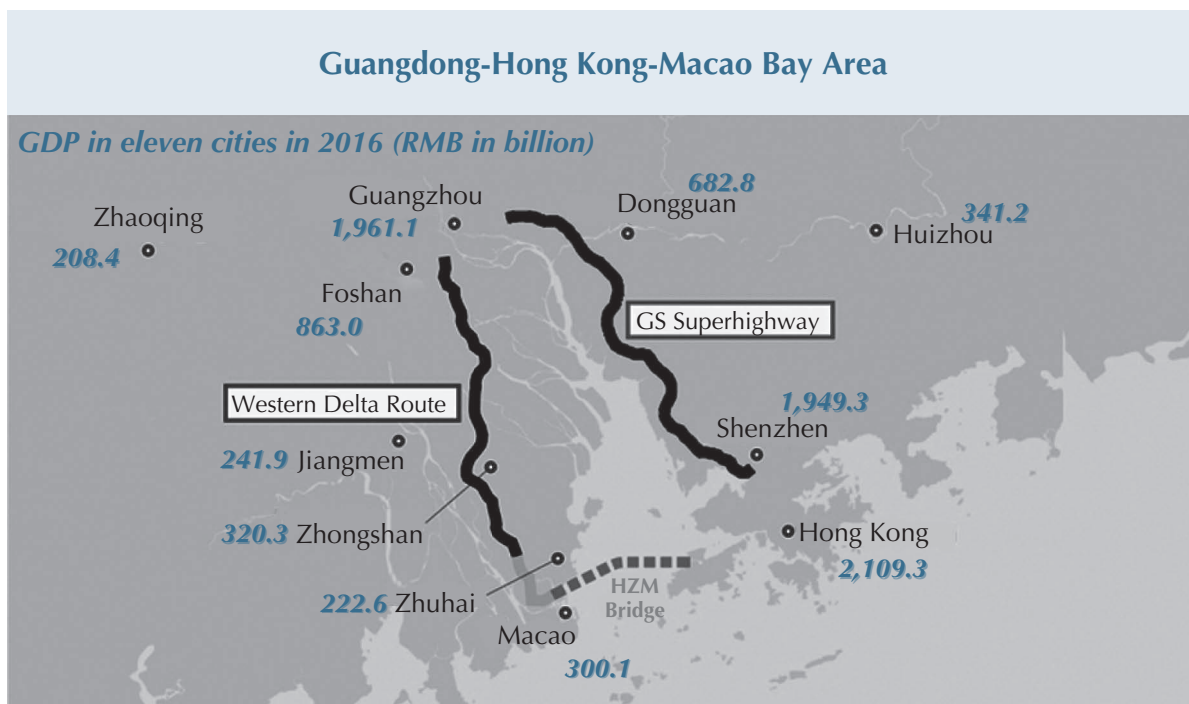 Guangdong-Hong Kong-Macao Bay Area
GDP in eleven cities in 2016 (RMB in billion)
Zhaoqing
208.4
Guangzhou
1,961.1
682.8
Dongguan
341.2
Huizhou
Foshan
863.0
GS Superhighway
Western Delta Route
1,949.3
Shenzhen
241.9 Jiangmen
320.3 Zhongshan
Hong Kong
2,109.3
222.6 Zhuhai
HZM
Bridge
Macao
300.1